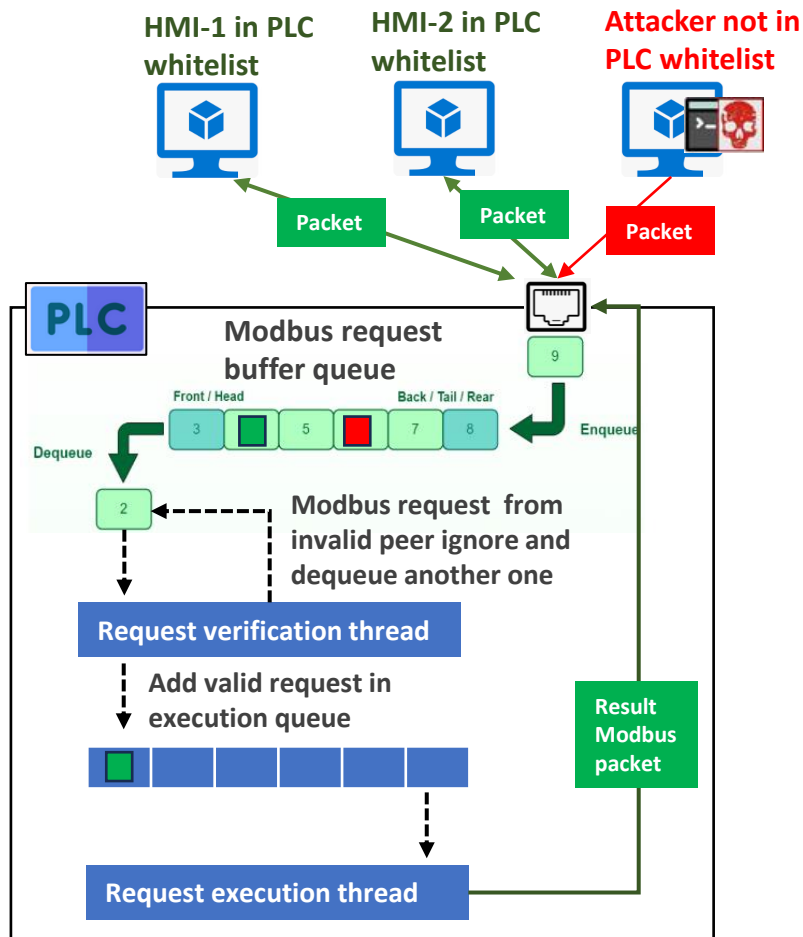 HMI-1 in PLC
whitelist
HMI-2 in PLC
whitelist
Attacker not in
PLC whitelist
>_
Packet
Packet
Packet
PLC
Modbus request
buffer queue
9
Front / Head
Back / Tail / Rear
3
5
7
8
Enqueue
Dequeue
2
Modbus request from
invalid peer ignore and
dequeue another one
Request verification thread
Add valid request in
execution queue
Result
Modbus
packet
Request execution thread